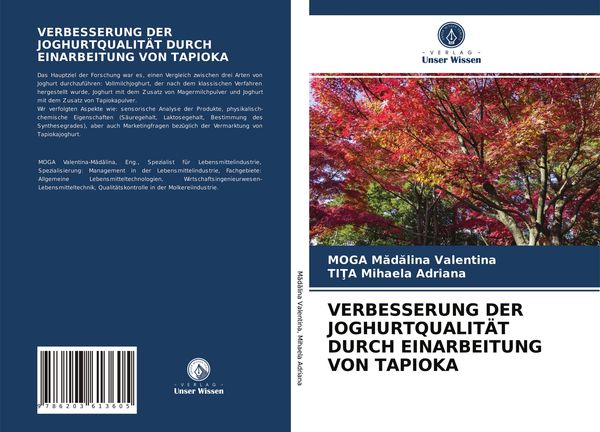 VERBESSERUNG DER
JOGHURTQUALITÄT DURCH
EINARBEITUNG VON TAPIOKA
Das Hauptziel der Forschung war es, einen Vergleich zwischen drei Arten von
Joghurt durchzuführen: Vollmilchjoghurt, der nach dem klassischen Verfahren
hergestellt wurde, Joghurt mit dem Zusatz von Magermilchpulver und Joghurt
mit dem Zusatz von Tapiokapulver.
Wir verfolgten Aspekte wie: sensorische Analyse der Produkte, physikalisch-
chemische Eigenschaften (Säuregehalt, Laktosegehalt, Bestimmung des
Synthesegrades), aber auch Marketingfragen bezüglich der Vermarktung von
Tapiokajoghurt.
MOGA Valentina-Mădălina, Eng., Spezialist für Lebensmittelindustrie,
Spezialisierung: Management in der Lebensmittelindustrie, Fachgebiete:
Allgemeine Lebensmitteltechnologien, Wirtschaftsingenieurwesen-
Lebensmitteltechnik, Qualitätskontrolle in der Molkereiindustrie.
9 786203 613605
VERLAG
Unser Wissen
Mădălina Valentina, Mihaela Adriana
VERLAG
Unser Wissen
MOGA Mădălina Valentina
TIŢA Mihaela Adriana
VERBESSERUNG DER
JOGHURTQUALITÄT
DURCH EINARBEITUNG
VON TAPIOKA